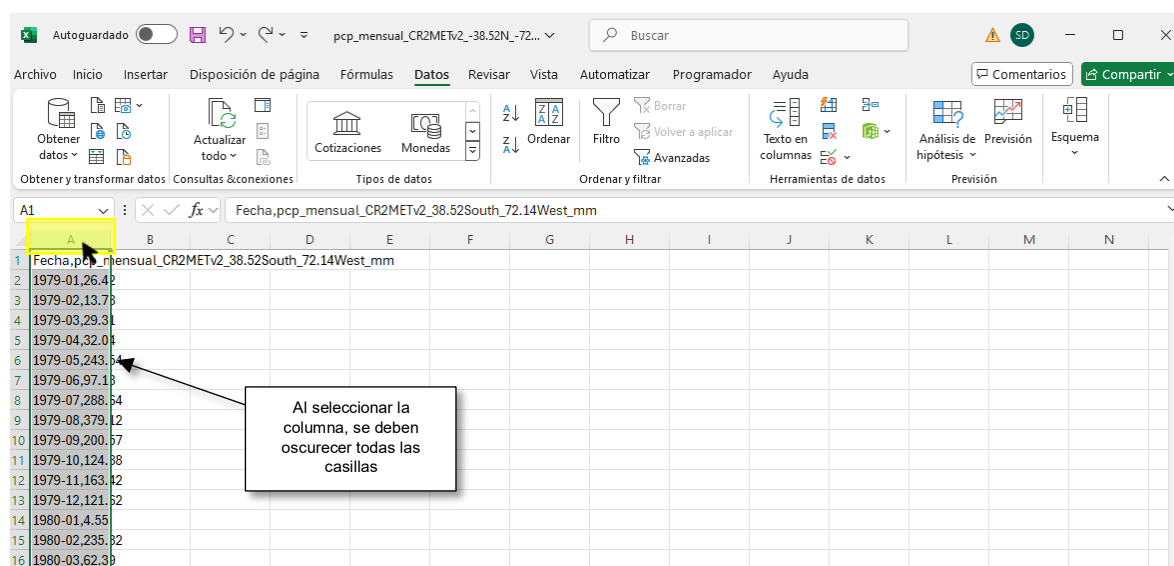 Autoguardado
pcp_mensual_CR2METv2_-38.52N_-72...
Buscar
SD
Archivo Inicio Insertar Disposición de página Fórmulas Datos Revisar Vista Automatizar Programador Ayuda
Comentarios Compartir
Obtener datos
Actualizar todo
Cotizaciones Monedas
Ordenar
Filtro
Borrar
Volver a aplicar
Avanzadas
Texto en columnas
Análisis de hipótesis
Previsión
Esquema
Obtener y transformar datos Consultas &conexiones Tipos de datos Ordenar y filtrar Herramientas de datos Previsión
A1 fx Fecha,pcp_mensual_CR2METv2_38.52South_72.14West_mm
A B C D E F G H I J K L M N
1 Fecha,pcp_mensual_CR2METv2_38.52South_72.14West_mm
2 1979-01,26.42
3 1979-02,13.73
4 1979-03,29.31
5 1979-04,32.04
6 1979-05,243.54
7 1979-06,97.13
8 1979-07,288.54
9 1979-08,379.12
10 1979-09,200.57
11 1979-10,124.38
12 1979-11,163.42
13 1979-12,121.52
14 1980-01,4.55
15 1980-02,235.32
16 1980-03,62.39
Al seleccionar la
columna, se deben
oscurecer todas las
casillas